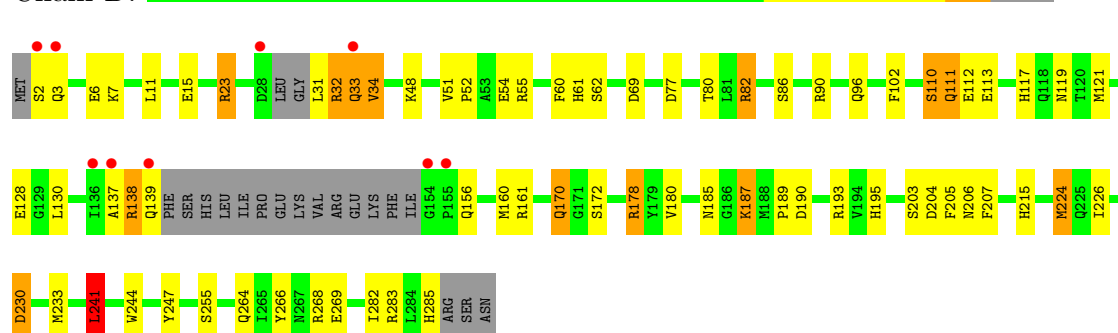 MET S2 Q3 E6 K7 L11 E15 R23 D28 LEU GLY L31 R32 Q33 V34 K48 V51 P52 A53 E54 R55 F60 H61 S62 D69 D77 T80 L81 R82 S86 R90 Q96 F102 S110 Q111 E112 E113 H117 Q118 N119 T120 M121
E128 G129 L130 I136 A137 R138 Q139 PHE SER HIS LEU ILE PRO GLU LYS VAL ARG GLU LYS PHE ILE G154 P155 Q156 M160 R161 Q170 G171 S172 R178 Y179 V180 N185 G186 K187 M188 P189 D190 R193 V194 H195 S203 D204 F205 N206 F207 H215 M224 Q225 I226
D230 M233 L241 W244 Y247 S255 Q264 I265 Y266 N267 R268 E269 I282 R283 L284 H285 ARG SER ASN